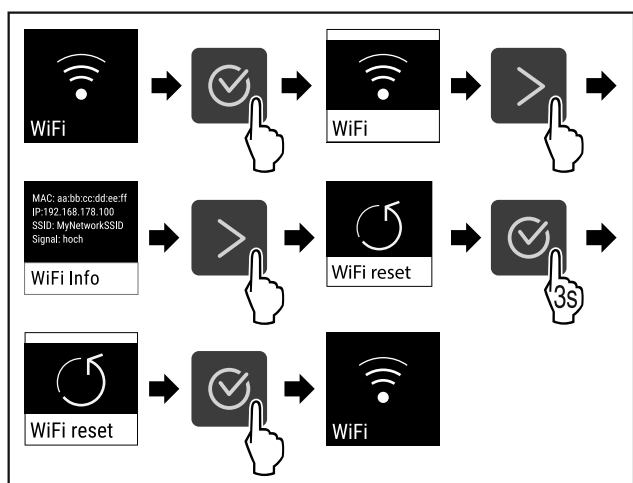 WiFi
WiFi
MAC: aa:bb:cc:dd:ee:ff
IP:192.168.178.100
SSID: MyNetworkSSID
Signal: hoch
WiFi Info
WiFi reset
3s
WiFi reset
WiFi